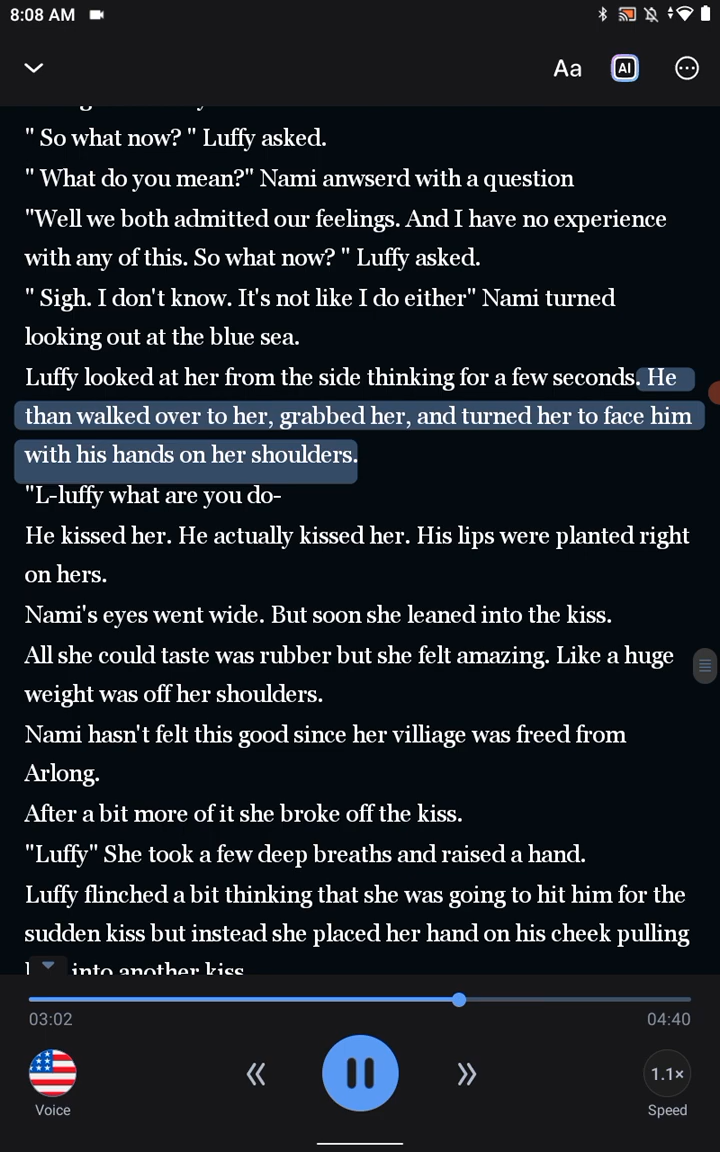 8:08 AM
Aa
AI
" So what now? " Luffy asked.
" What do you mean?" Nami anwserd with a question
"Well we both admitted our feelings. And I have no experience
with any of this. So what now? " Luffy asked.
" Sigh. I don't know. It's not like I do either" Nami turned
looking out at the blue sea.
Luffy looked at her from the side thinking for a few seconds. He
than walked over to her, grabbed her, and turned her to face him
with his hands on her shoulders.
"L-luffy what are you do-
He kissed her. He actually kissed her. His lips were planted right
on hers.
Nami's eyes went wide. But soon she leaned into the kiss.
All she could taste was rubber but she felt amazing. Like a huge
weight was off her shoulders.
Nami hasn't felt this good since her villiage was freed from
Arlong.
After a bit more of it she broke off the kiss.
"Luffy" She took a few deep breaths and raised a hand.
Luffy flinched a bit thinking that she was going to hit him for the
sudden kiss but instead she placed her hand on his cheek pulling
into another kiss
03:02
04:40
1.1×
Voice
Speed